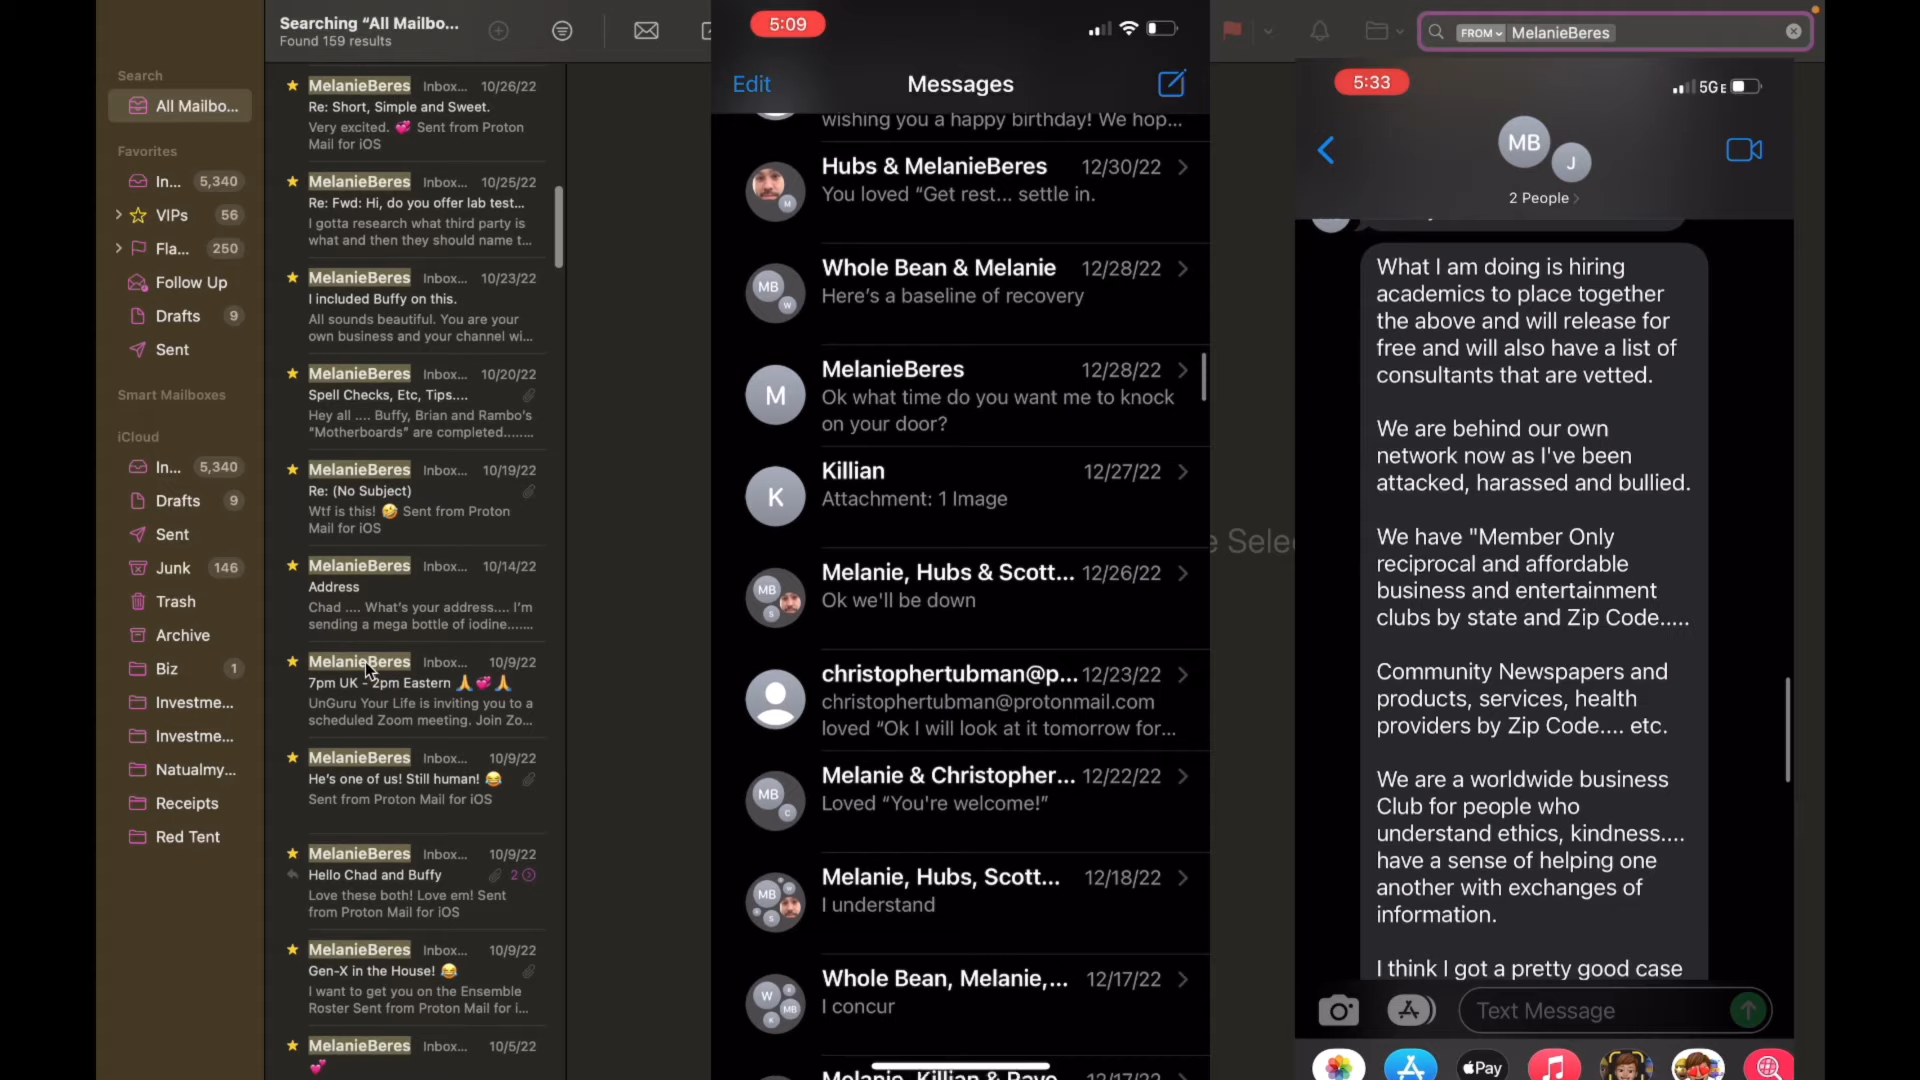 Search
All Mailbo...
Favorites
In... 5,340
VIPs 56
Fla... 250
Follow Up
Drafts 9
Sent
Smart Mailboxes
iCloud
In... 5,340
Drafts 9
Sent
Junk 146
Trash
Archive
Biz 1
Investme...
Investme...
Natualmy...
Receipts
Red Tent
Searching “All Mailbo...
Found 159 results
MelanieBeres Inbox... 10/26/22
Re: Short, Simple and Sweet.
Very excited. 💞 Sent from Proton
Mail for iOS
MelanieBeres Inbox... 10/25/22
Re: Fwd: Hi, do you offer lab test...
I gotta research what third party is
what and then they should name t...
MelanieBeres Inbox... 10/23/22
I included Buffy on this.
All sounds beautiful. You are your
own business and your channel wi...
MelanieBeres Inbox... 10/20/22
Spell Checks, Etc, Tips....
Hey all .... Buffy, Brian and Rambo's
“Motherboards” are completed.......
MelanieBeres Inbox... 10/19/22
Re: (No Subject)
Wtf is this! 🤣 Sent from Proton
Mail for iOS
MelanieBeres Inbox... 10/14/22
Address
Chad .... What's your address.... I'm
sending a mega bottle of iodine......
MelanieBeres Inbox... 10/9/22
7pm UK - 2pm Eastern 🙏💞🙏
UnGuru Your Life is inviting you to a
scheduled Zoom meeting. Join Zo...
MelanieBeres Inbox... 10/9/22
He's one of us! Still human! 😂
Sent from Proton Mail for iOS
MelanieBeres Inbox... 10/9/22
Hello Chad and Buffy 2
Love these both! Love em! Sent
from Proton Mail for iOS
MelanieBeres Inbox... 10/9/22
Gen-X in the House! 😂
I want to get you on the Ensemble
Roster Sent from Proton Mail for i...
MelanieBeres Inbox... 10/5/22
💞
5:09
Edit Messages
wishing you a happy birthday! We hop...
Hubs & MelanieBeres 12/30/22
You loved “Get rest... settle in.
M
Whole Bean & Melanie 12/28/22
Here's a baseline of recovery
MB
W
MelanieBeres 12/28/22
Ok what time do you want me to knock
on your door?
M
Killian 12/27/22
Attachment: 1 Image
K
Melanie, Hubs & Scott... 12/26/22
Ok we'll be down
MB
S
christophertubman@p... 12/23/22
christophertubman@protonmail.com
loved “Ok I will look at it tomorrow for...
Melanie & Christopher... 12/22/22
Loved “You're welcome!”
MB
C
Melanie, Hubs, Scott... 12/18/22
I understand
MB
S
Whole Bean, Melanie,... 12/17/22
I concur
W
MB
K
Melanie, Killian & Rave 12/17/22
e Selec
FROM MelanieBeres
5:33
5GE
MB
J
2 People
What I am doing is hiring
academics to place together
the above and will release for
free and will also have a list of
consultants that are vetted.
We are behind our own
network now as I've been
attacked, harassed and bullied.
We have "Member Only
reciprocal and affordable
business and entertainment
clubs by state and Zip Code.....
Community Newspapers and
products, services, health
providers by Zip Code.... etc.
We are a worldwide business
Club for people who
understand ethics, kindness....
have a sense of helping one
another with exchanges of
information.
I think I got a pretty good case
Text Message
Pay